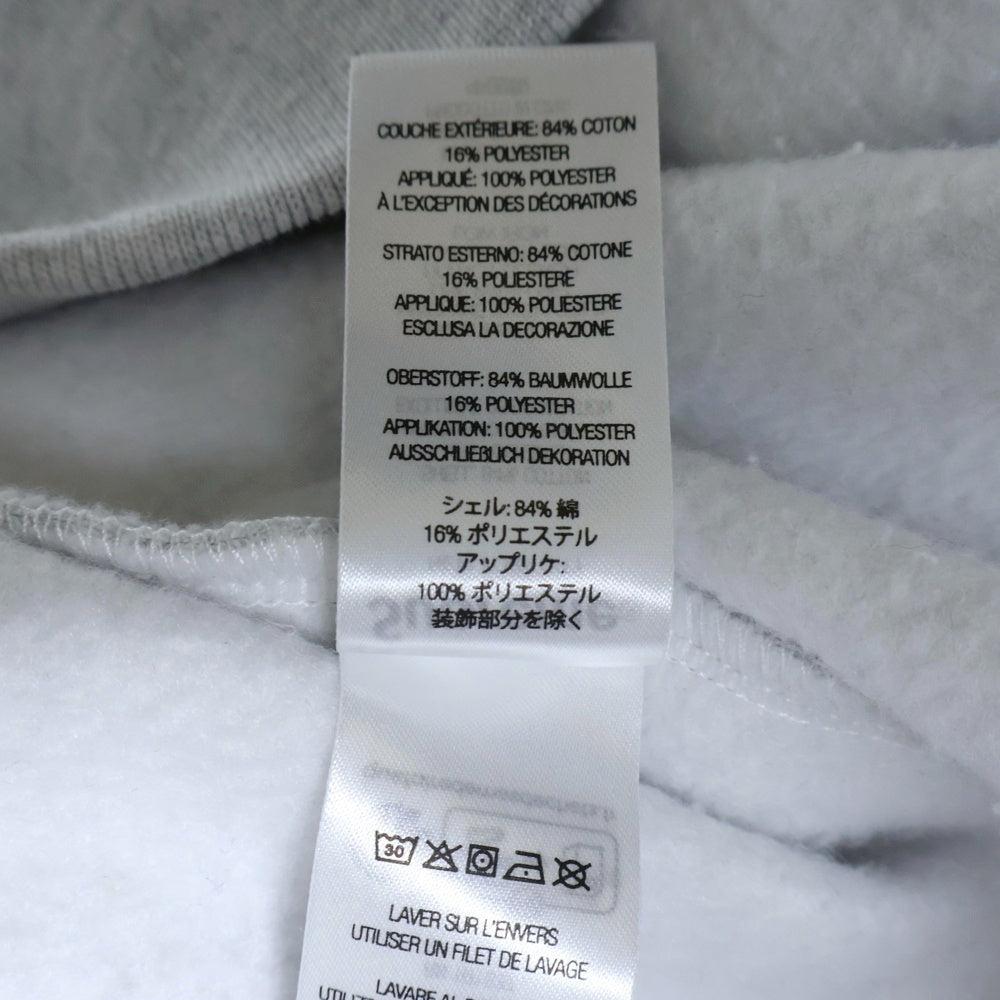 COUCHE EXTÉRIEURE: 84% COTON
16% POLYESTER
APPLIQUÉ: 100% POLYESTER
À L'EXCEPTION DES DÉCORATIONS
STRATO ESTERNO: 84% COTONE
16% POLIESTERE
APPLIQUE: 100% POLIESTERE
ESCLUSA LA DECORAZIONE
OBERSTOFF: 84% BAUMWOLLE
16% POLYESTER
APPLIKATION: 100% POLYESTER
AUSSCHLIEßLICH DEKORATION
シェル: 84% 綿
16% ポリエステル
アップリケ:
100% ポリエステル
装飾部分を除く
30
LAVER SUR L'ENVERS
UTILISER UN FILET DE LAVAGE
LAVARE